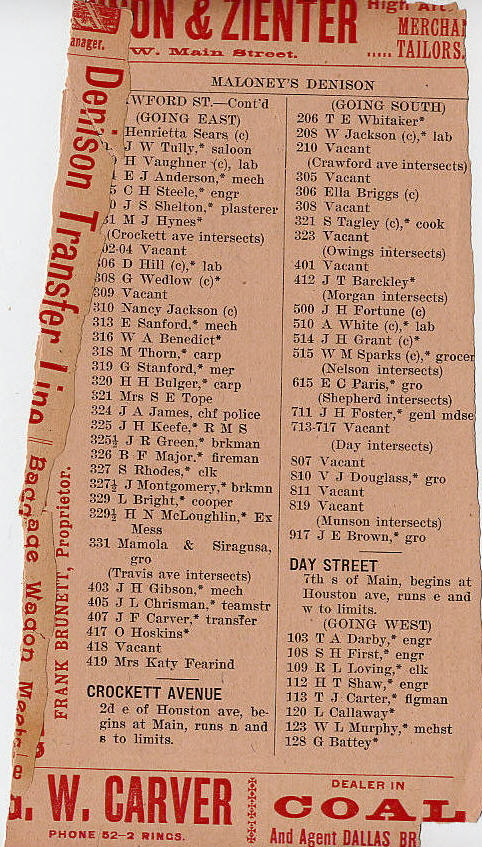 ON & ZIENTER
High Art
MERCHA
TAILORS.
W. Main Street.
anager.
Denison Transfer Line
Baggage Wagon Meets
FRANK BRUNETT, Proprietor.
MALONEY'S DENISON
WFORD ST.—Cont'd
(GOING EAST)
Henrietta Sears (c)
J W Tully,* saloon
H Vaughner (c), lab
E J Anderson,* mech
5 C H Steele,* engr
J S Shelton,* plasterer
31 M J Hynes*
(Crockett ave intersects)
02-04 Vacant
306 D Hill (c),* lab
308 G Wedlow (c)*
309 Vacant
310 Nancy Jackson (c)
313 E Sanford,* mech
316 W A Benedict*
318 M Thorn,* carp
319 G Stanford,* mer
320 H H Bulger,* carp
321 Mrs S E Tope
324 J A James, chf police
325 J H Keefe,* R M S
325½ J R Green,* brkman
326 B F Major,* fireman
327 S Rhodes,* clk
327½ J Montgomery,* brkmn
329 L Bright,* cooper
329½ H N McLoughlin,* Ex
Mess
331 Mamola & Siragusa,
gro
(Travis ave intersects)
403 J H Gibson,* mech
405 J L Chrisman,* teamstr
407 J F Carver,* transfer
417 O Hoskins*
418 Vacant
419 Mrs Katy Fearind
CROCKETT AVENUE
2d e of Houston ave, be-
gins at Main, runs n and
s to limits.
(GOING SOUTH)
206 T E Whitaker*
208 W Jackson (c),* lab
210 Vacant
(Crawford ave intersects)
305 Vacant
306 Ella Briggs (c)
308 Vacant
321 S Tagley (c),* cook
323 Vacant
(Owings intersects)
401 Vacant
412 J T Barckley*
(Morgan intersects)
500 J H Fortune (c)
510 A White (c),* lab
514 J H Grant (c)*
515 W M Sparks (c),* grocer
(Nelson intersects)
615 E C Paris,* gro
(Shepherd intersects)
711 J H Foster,* genl mdse
713-717 Vacant
(Day intersects)
807 Vacant
810 V J Douglass,* gro
811 Vacant
819 Vacant
(Munson intersects)
917 J E Brown,* gro
DAY STREET
7th s of Main, begins at
Houston ave, runs e and
w to limits.
(GOING WEST)
103 T A Darby,* engr
108 S H First,* engr
109 R L Loving,* clk
112 H T Shaw,* engr
113 T J Carter,* flgman
120 L Callaway*
123 W L Murphy,* mchst
128 G Battey*
. W. CARVER
PHONE 52–2 RINGS.
DEALER IN
COAL
And Agent DALLAS BR